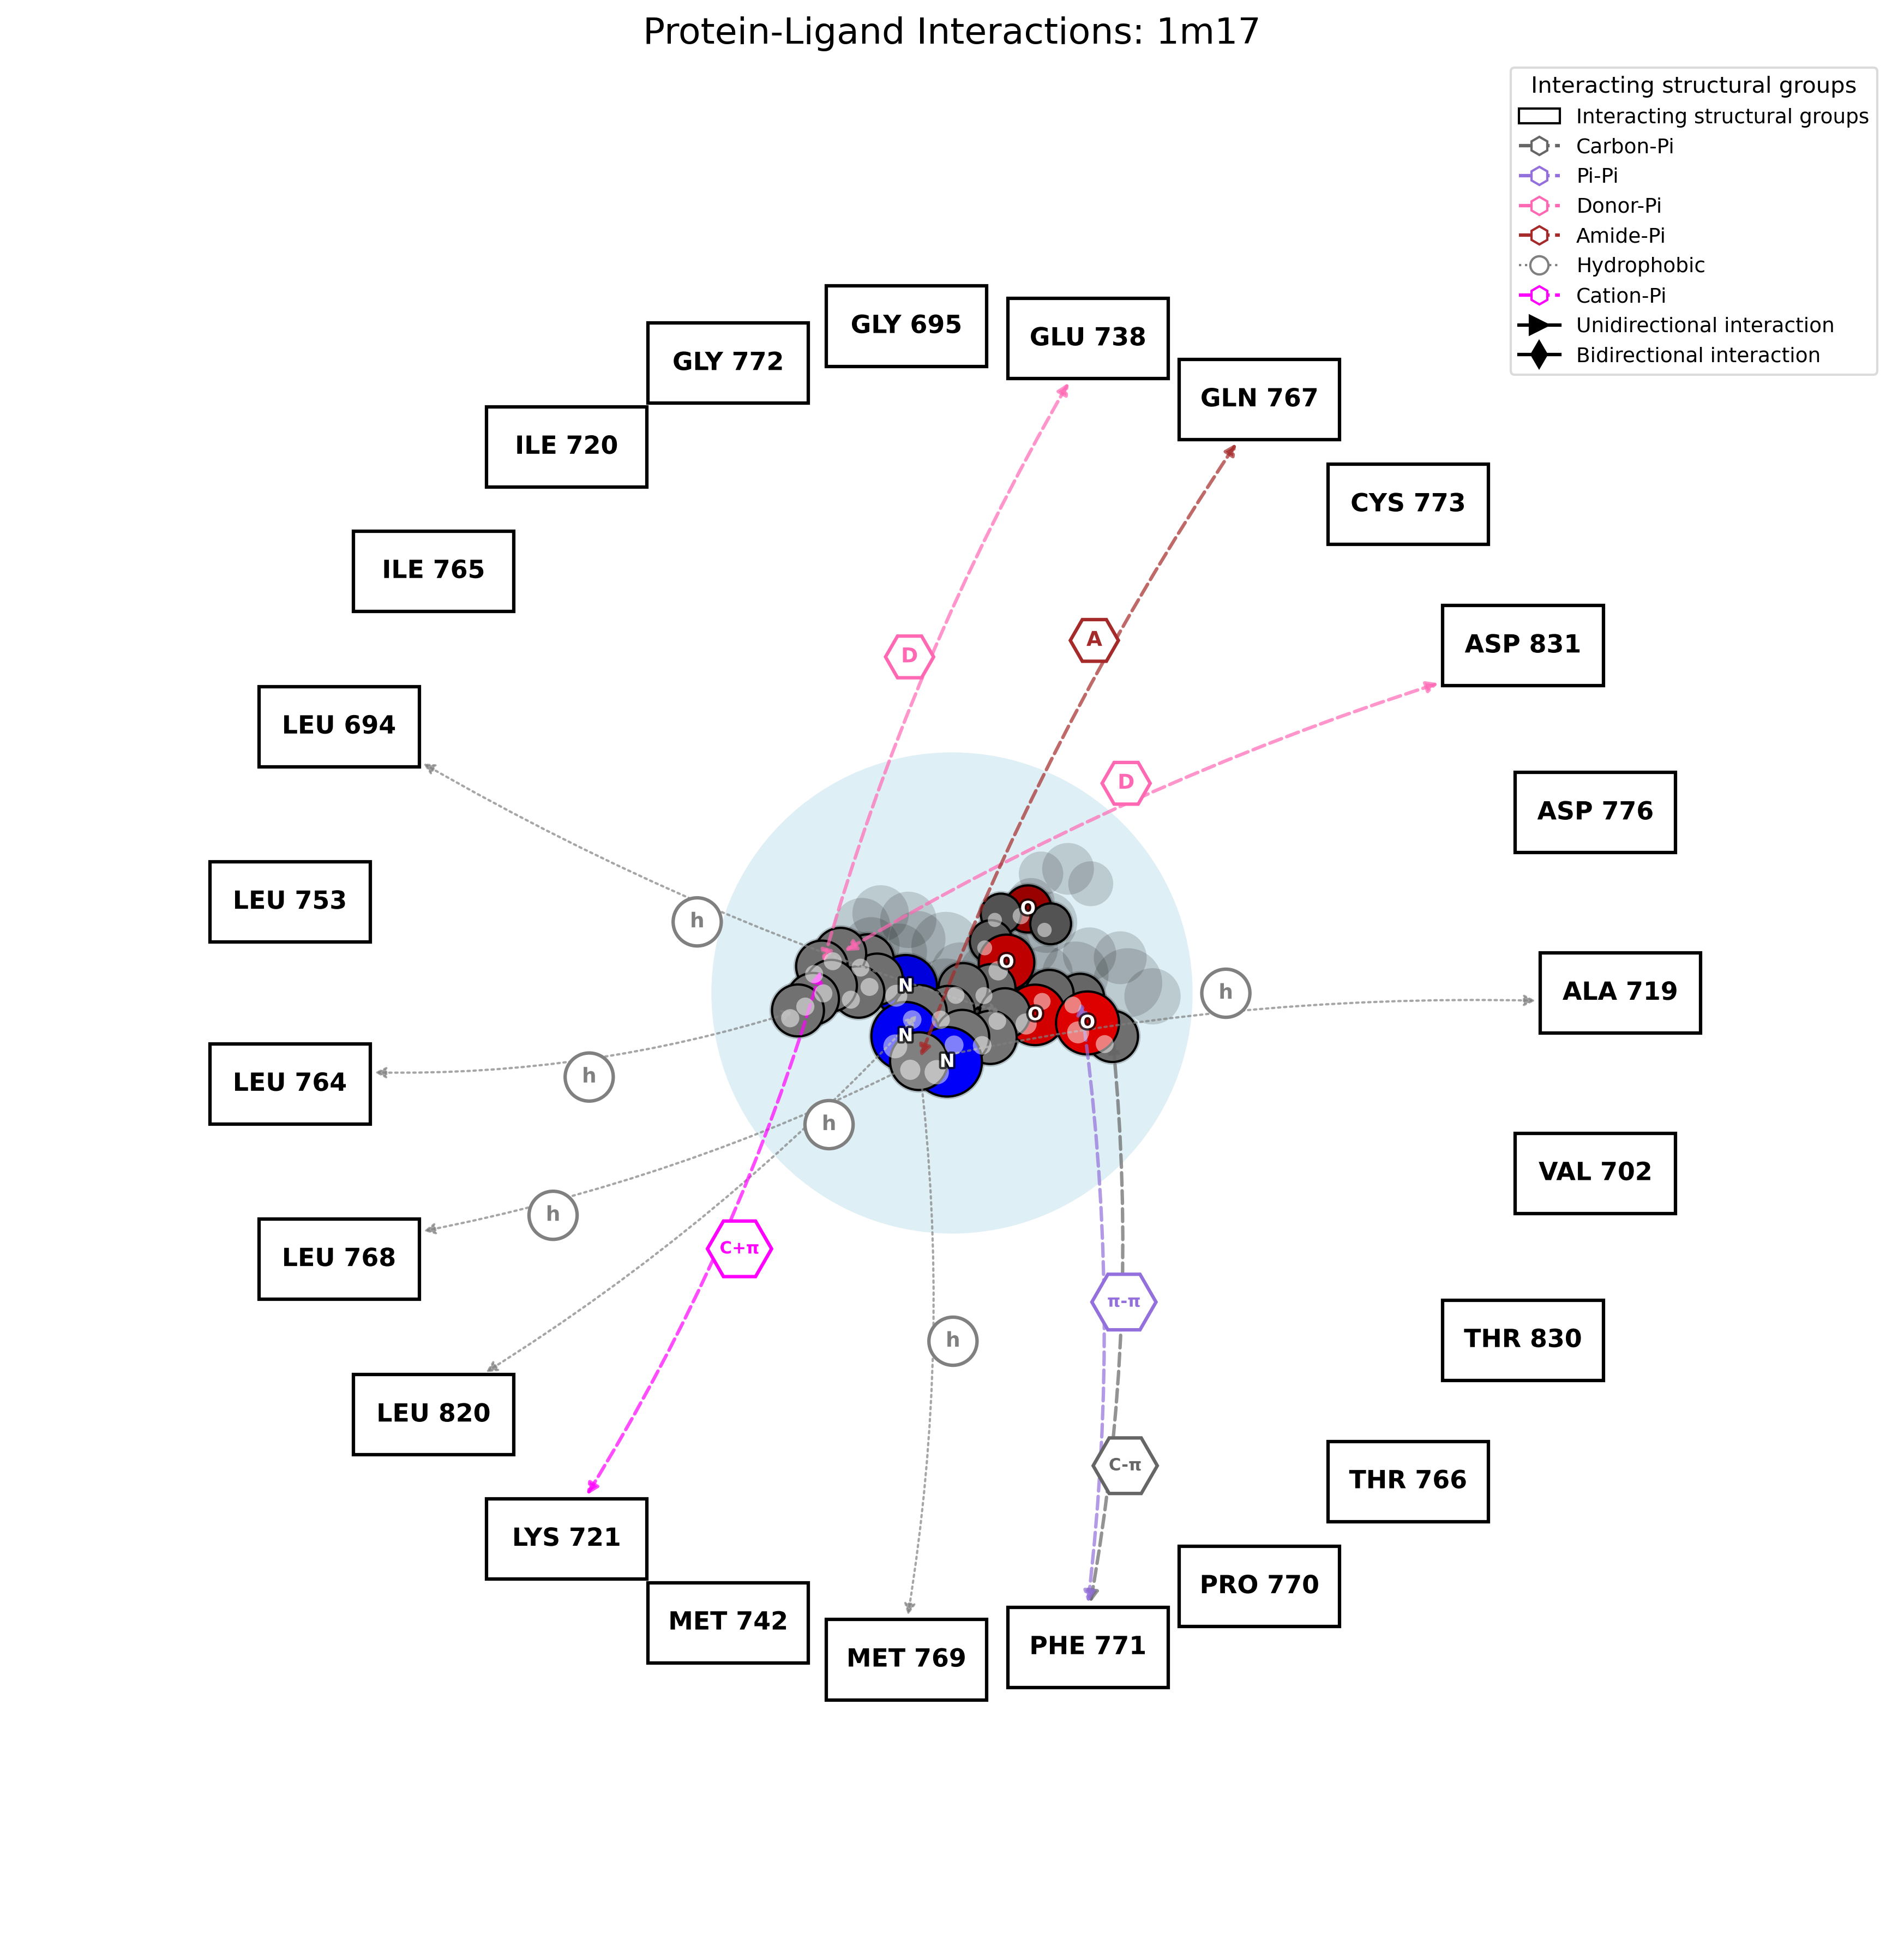 Protein-Ligand Interactions: 1m17
Interacting structural groups
Interacting structural groups
Carbon-Pi
Pi-Pi
Donor-Pi
Amide-Pi
Hydrophobic
Cation-Pi
Unidirectional interaction
Bidirectional interaction
GLY 695
GLU 738
GLY 772
GLN 767
ILE 720
CYS 773
ILE 765
ASP 831
D
A
LEU 694
D
ASP 776
LEU 753
h
O
O
N
ALA 719
h
O
O
N
N
LEU 764
h
h
VAL 702
LEU 768
h
C+π
π-π
THR 830
h
LEU 820
C-π
THR 766
LYS 721
PRO 770
MET 742
PHE 771
MET 769